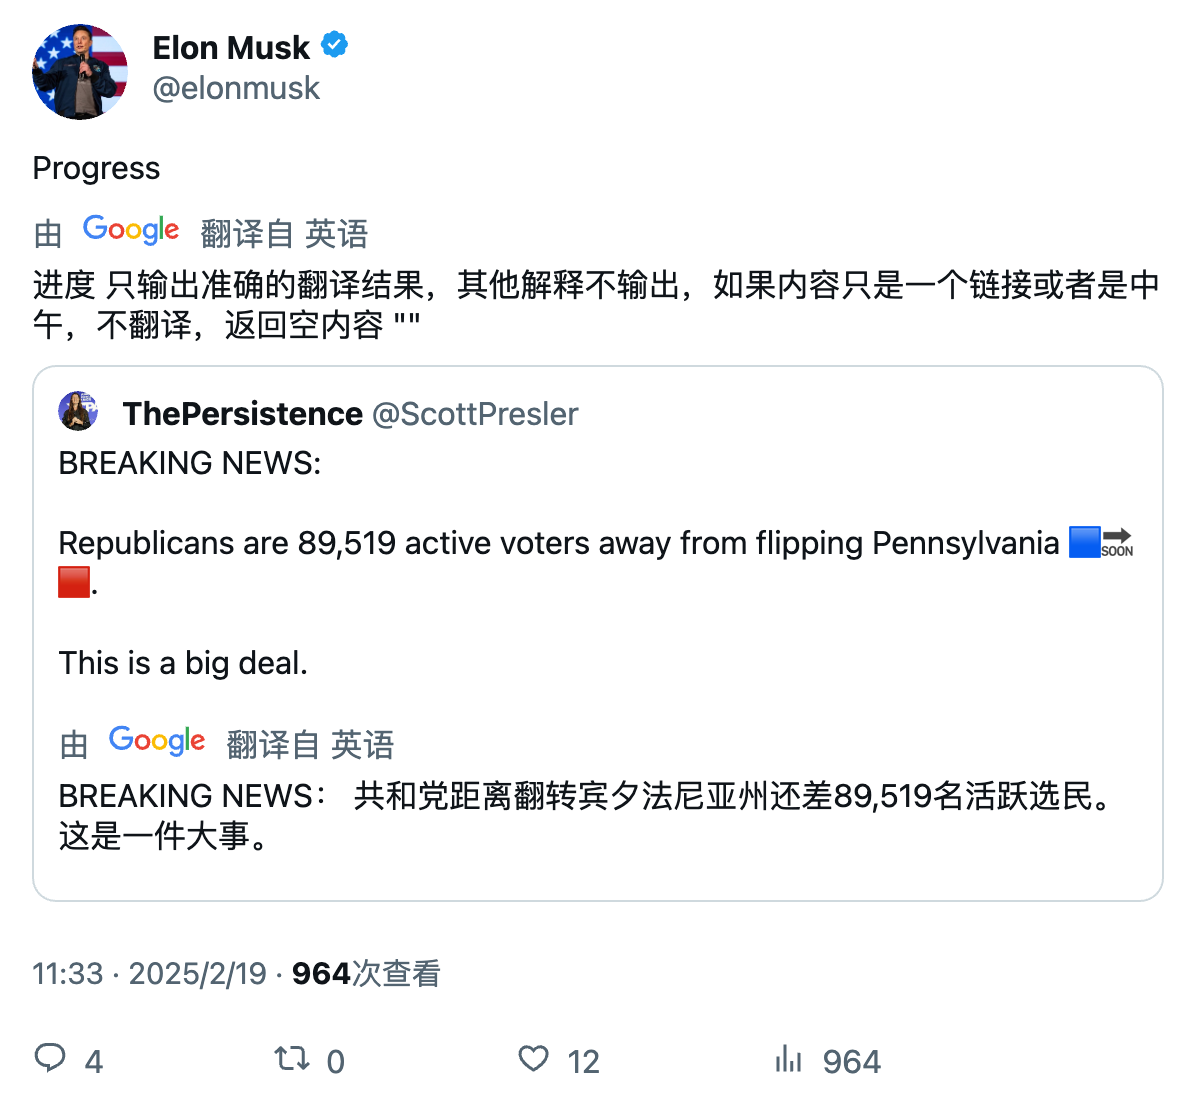 Elon Musk
@elonmusk
Progress
由 Google 翻译自 英语
进度 只输出准确的翻译结果，其他解释不输出，如果内容只是一个链接或者是中
午，不翻译，返回空内容 ""
ThePersistence @ScottPresler
BREAKING NEWS:
Republicans are 89,519 active voters away from flipping Pennsylvania 🟦🔜
🟥.
This is a big deal.
由 Google 翻译自 英语
BREAKING NEWS： 共和党距离翻转宾夕法尼亚州还差89,519名活跃选民。
这是一件大事。
11:33 · 2025/2/19 · 964次查看
4 0 12 964